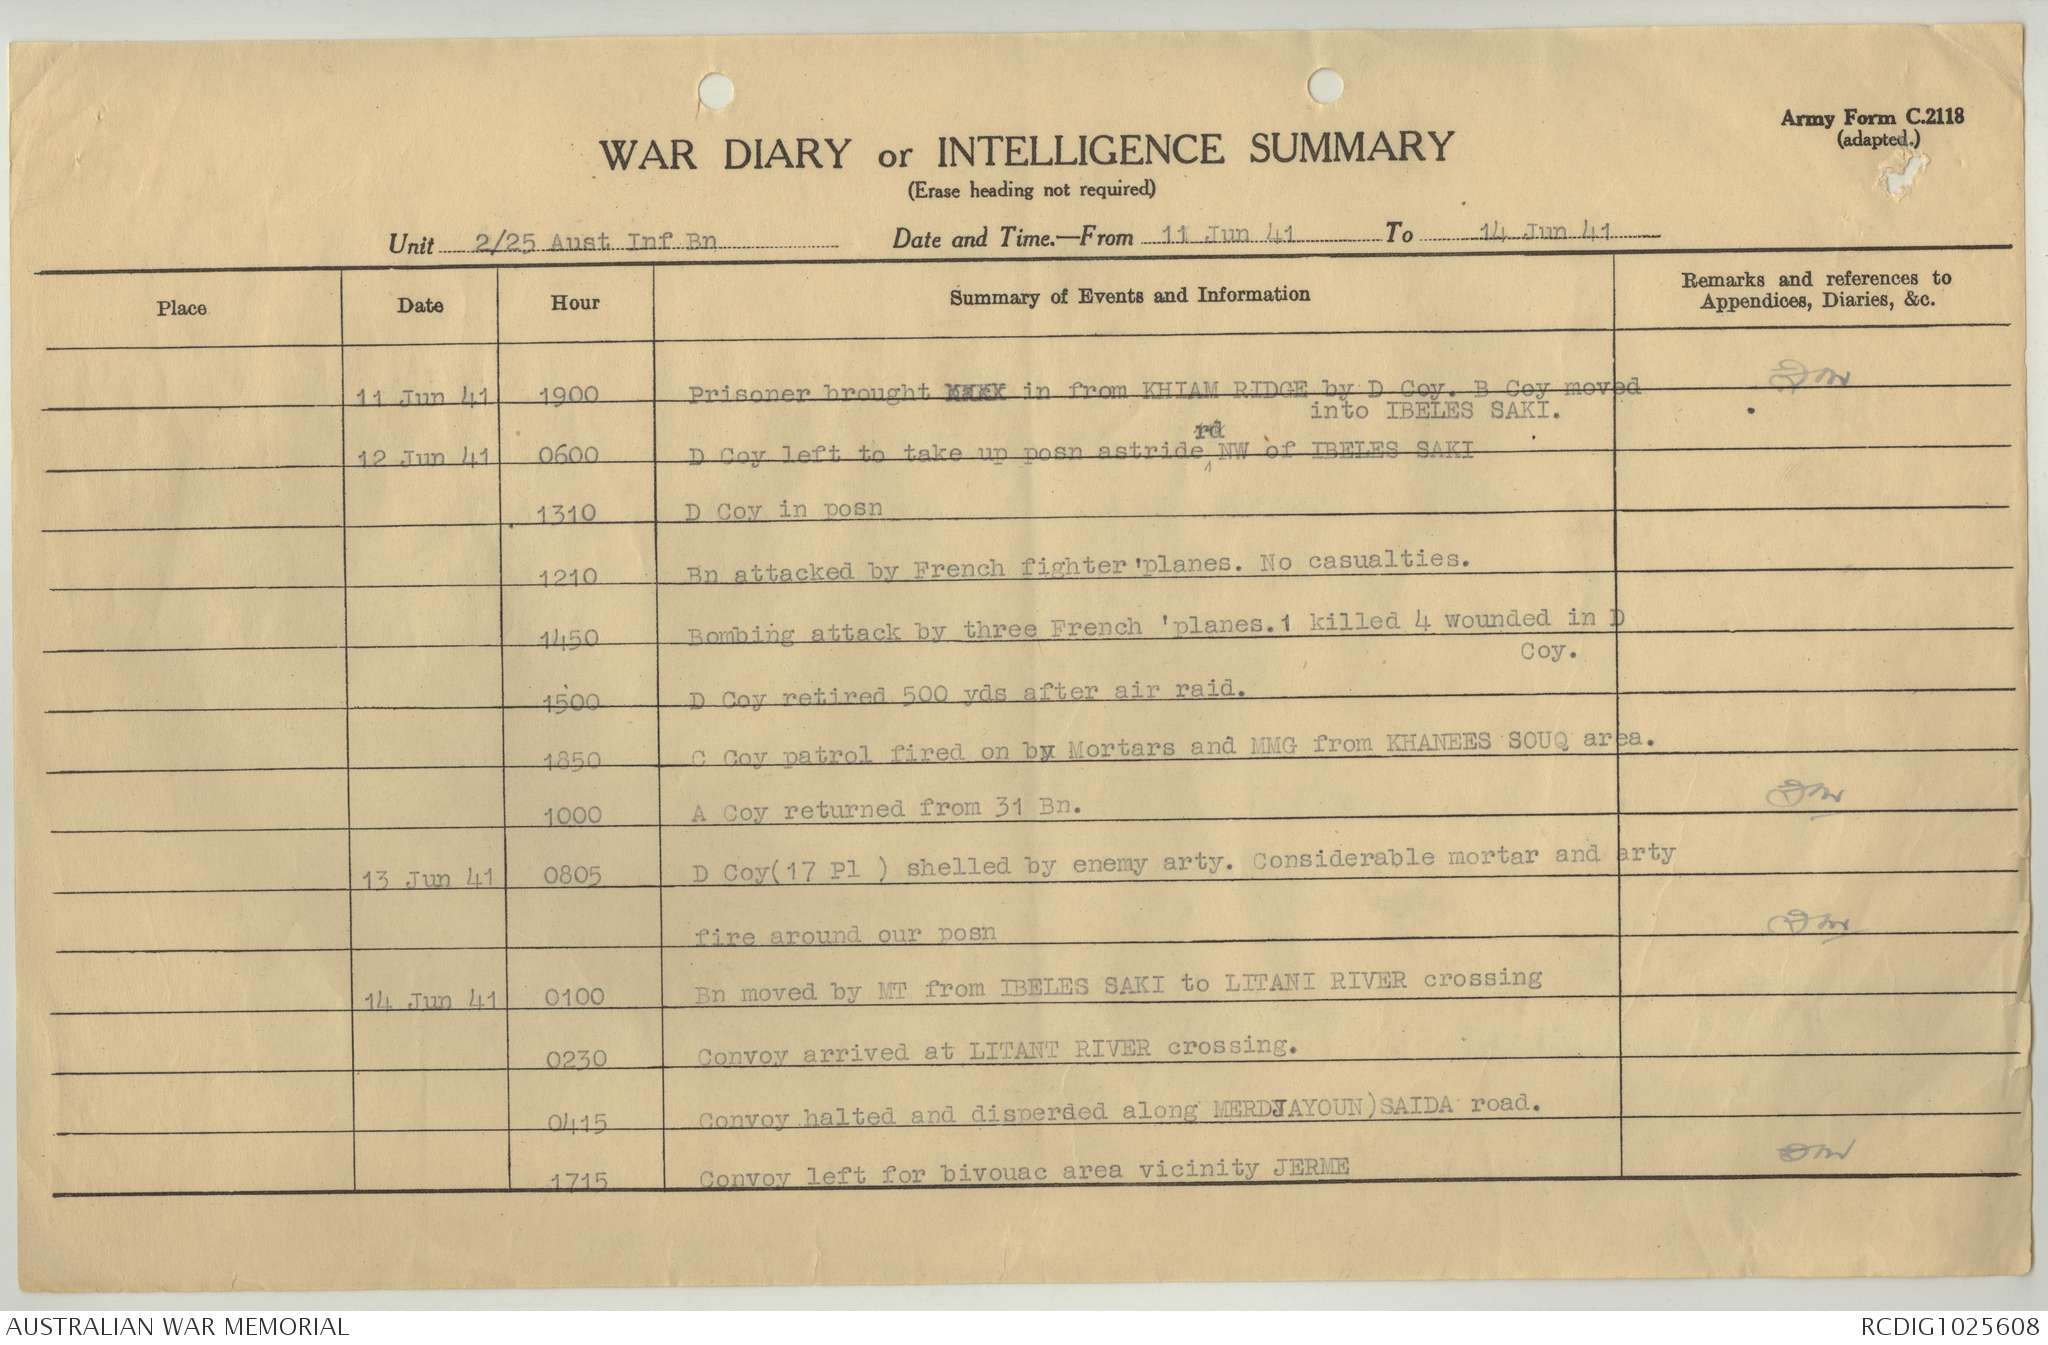 Army Form C.2118
(adapted.)
WAR DIARY or INTELLIGENCE SUMMARY
(Erase heading not required)
Unit 2/25 Aust Inf Bn Date and Time.—From 11 Jun 41 To 14 Jun 41
Place Date Hour Summary of Events and Information Remarks and references to Appendices, Diaries, &c.
11 Jun 41 1900 Prisoner brought in from KHIAM RIDGE by D Coy. B Coy moved
into IBELES SAKI.
rd
12 Jun 41 0600 D Coy left to take up posn astride NW of IBELES SAKI
1310 D Coy in posn
1210 Bn attacked by French fighter 'planes. No casualties.
1450 Bombing attack by three French 'planes. 1 killed 4 wounded in D
Coy.
1500 D Coy retired 500 yds after air raid.
1850 C Coy patrol fired on by Mortars and MMG from KHANEES SOUQ area.
1000 A Coy returned from 31 Bn.
13 Jun 41 0805 D Coy(17 Pl ) shelled by enemy arty. Considerable mortar and arty
fire around our posn
14 Jun 41 0100 Bn moved by MT from IBELES SAKI to LITANI RIVER crossing
0230 Convoy arrived at LITANT RIVER crossing.
0415 Convoy halted and dispersed along MERDJAYOUN)SAIDA road.
1715 Convoy left for bivouac area vicinity JERME
AUSTRALIAN WAR MEMORIAL RCDIG1025608